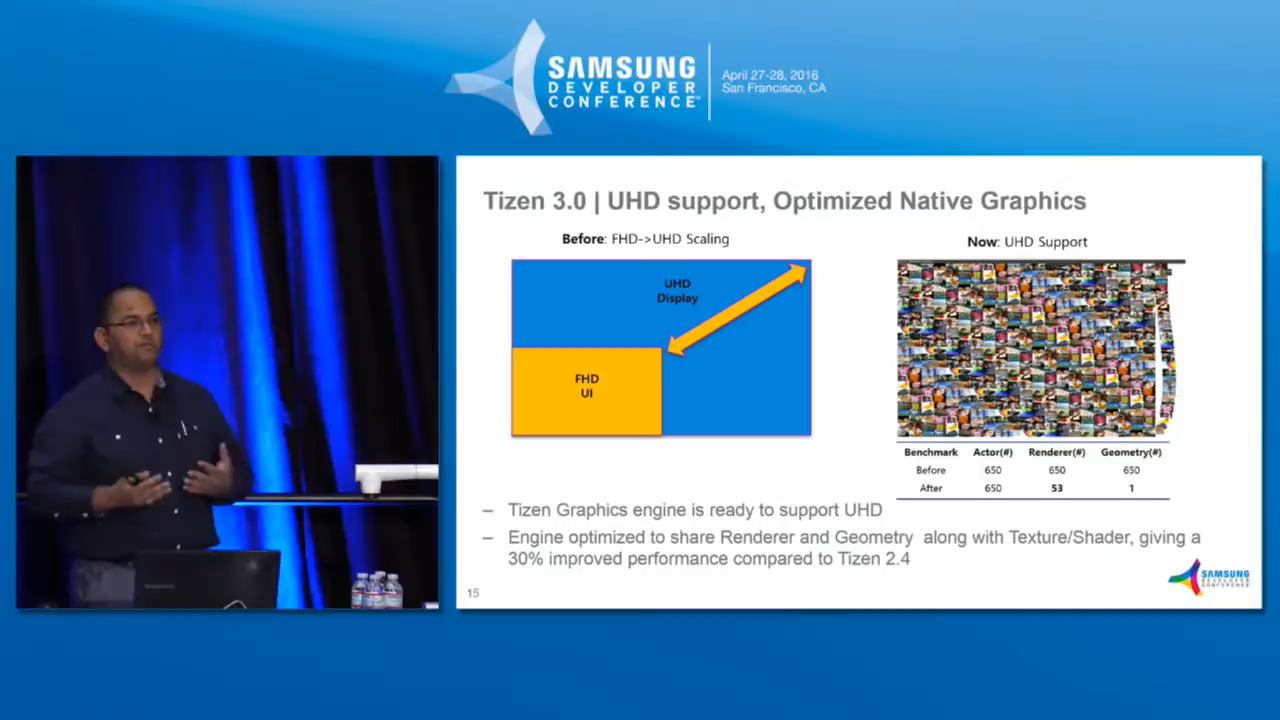 SAMSUNG
DEVELOPER
CONFERENCE™
April 27-28, 2016
San Francisco, CA
Tizen 3.0 | UHD support, Optimized Native Graphics
Before: FHD->UHD Scaling
Now: UHD Support
UHD
Display
FHD
UI
Benchmark Actor(#) Renderer(#) Geometry(#)
Before 650 650 650
After 650 53 1
– Tizen Graphics engine is ready to support UHD
– Engine optimized to share Renderer and Geometry along with Texture/Shader, giving a
30% improved performance compared to Tizen 2.4
15
SAMSUNG
DEVELOPER
CONFERENCE